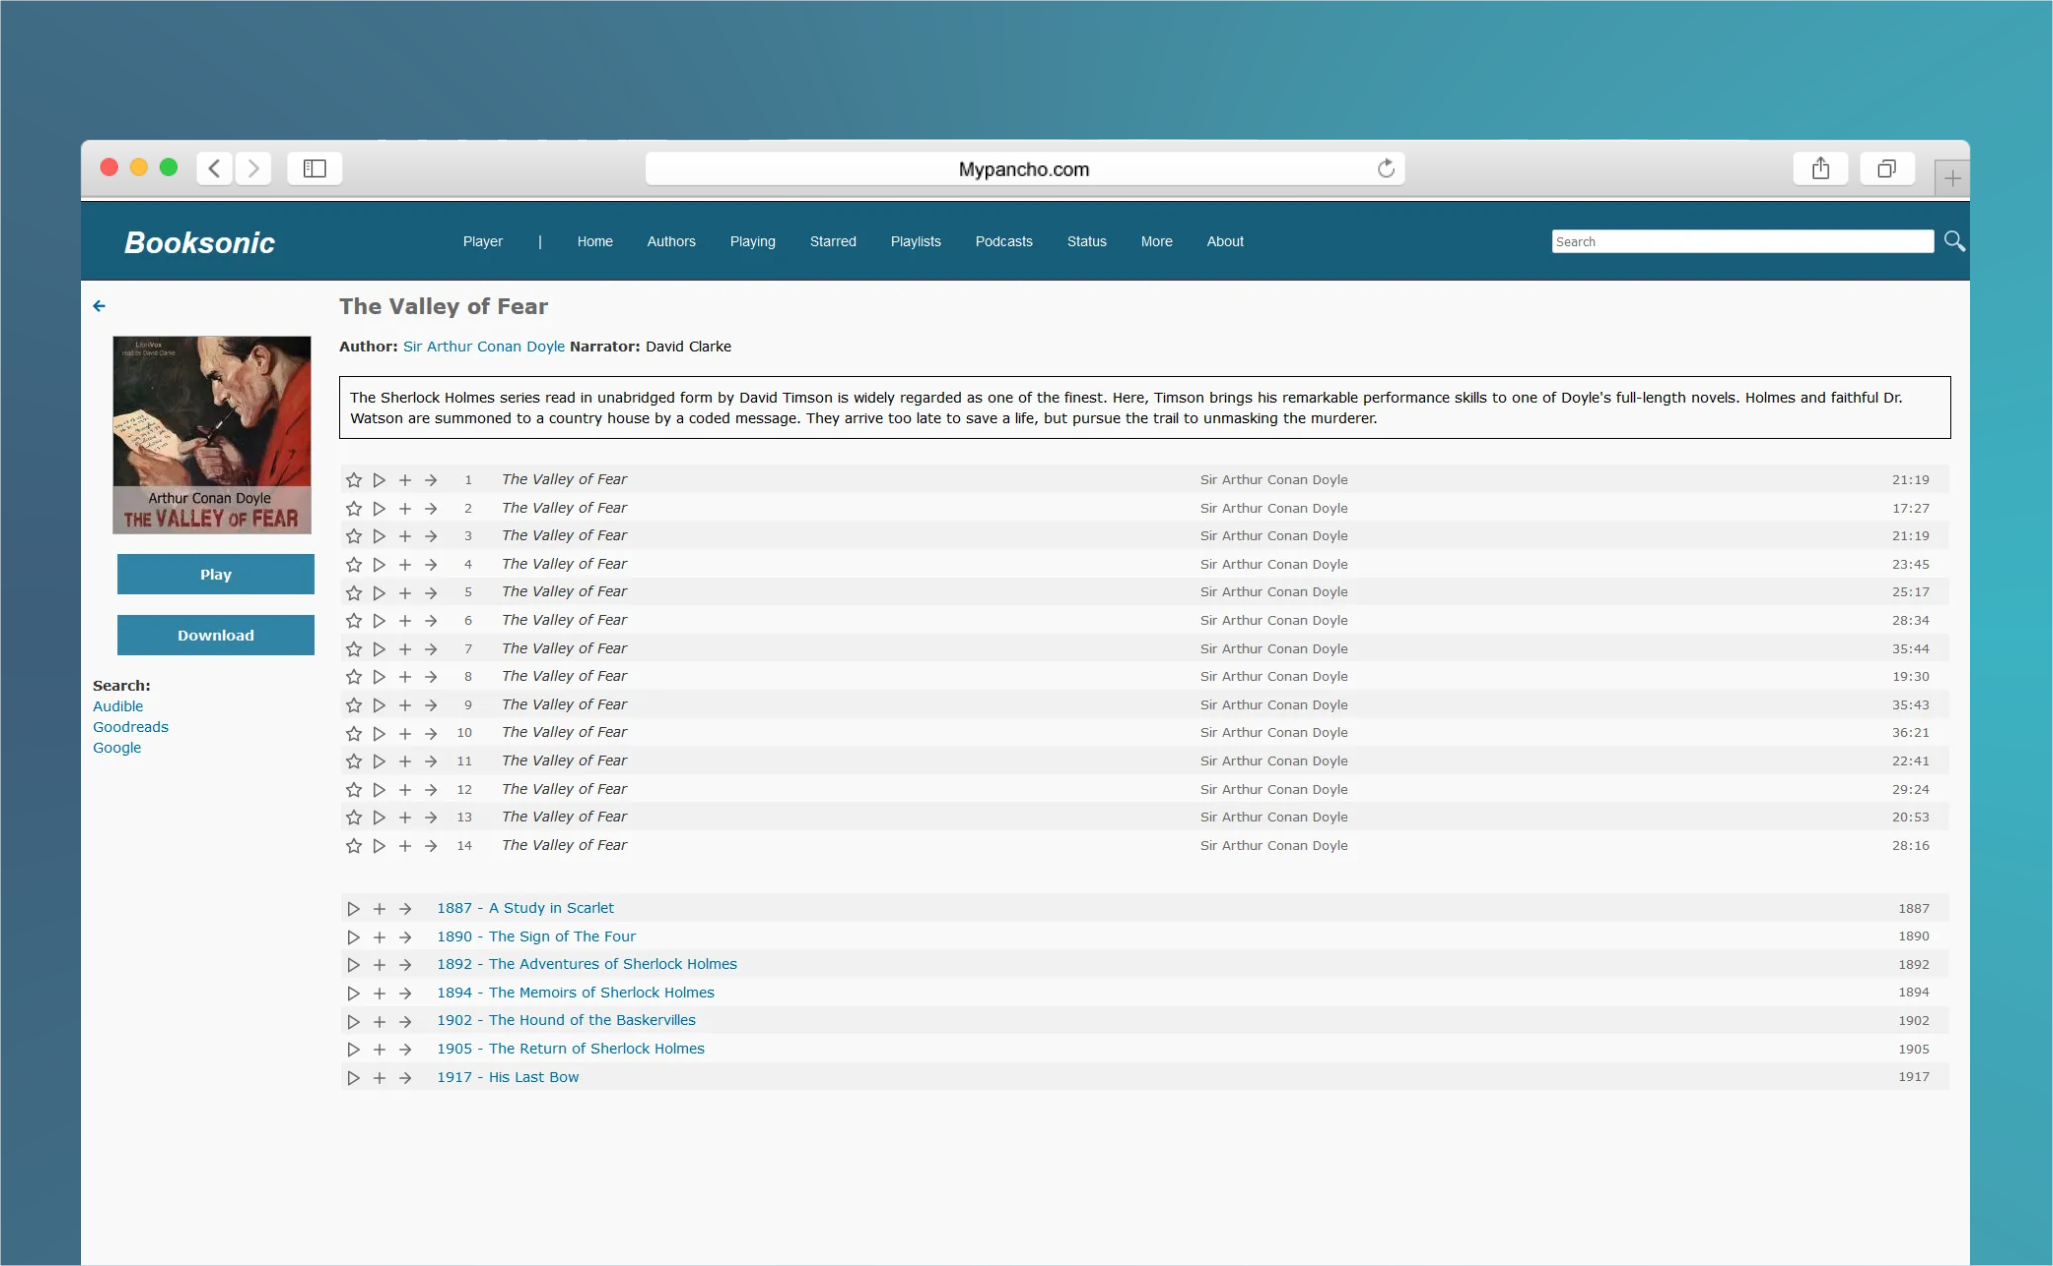 Mypancho.com
Booksonic
Player | Home Authors Playing Starred Playlists Podcasts Status More About
Search
The Valley of Fear
Author: Sir Arthur Conan Doyle Narrator: David Clarke
LibriVox
read by David Clarke
Arthur Conan Doyle
THE VALLEY OF FEAR
Play
Download
Search:
Audible
Goodreads
Google
The Sherlock Holmes series read in unabridged form by David Timson is widely regarded as one of the finest. Here, Timson brings his remarkable performance skills to one of Doyle's full-length novels. Holmes and faithful Dr.
Watson are summoned to a country house by a coded message. They arrive too late to save a life, but pursue the trail to unmasking the murderer.
1 The Valley of Fear Sir Arthur Conan Doyle 21:19
2 The Valley of Fear Sir Arthur Conan Doyle 17:27
3 The Valley of Fear Sir Arthur Conan Doyle 21:19
4 The Valley of Fear Sir Arthur Conan Doyle 23:45
5 The Valley of Fear Sir Arthur Conan Doyle 25:17
6 The Valley of Fear Sir Arthur Conan Doyle 28:34
7 The Valley of Fear Sir Arthur Conan Doyle 35:44
8 The Valley of Fear Sir Arthur Conan Doyle 19:30
9 The Valley of Fear Sir Arthur Conan Doyle 35:43
10 The Valley of Fear Sir Arthur Conan Doyle 36:21
11 The Valley of Fear Sir Arthur Conan Doyle 22:41
12 The Valley of Fear Sir Arthur Conan Doyle 29:24
13 The Valley of Fear Sir Arthur Conan Doyle 20:53
14 The Valley of Fear Sir Arthur Conan Doyle 28:16
1887 - A Study in Scarlet 1887
1890 - The Sign of The Four 1890
1892 - The Adventures of Sherlock Holmes 1892
1894 - The Memoirs of Sherlock Holmes 1894
1902 - The Hound of the Baskervilles 1902
1905 - The Return of Sherlock Holmes 1905
1917 - His Last Bow 1917